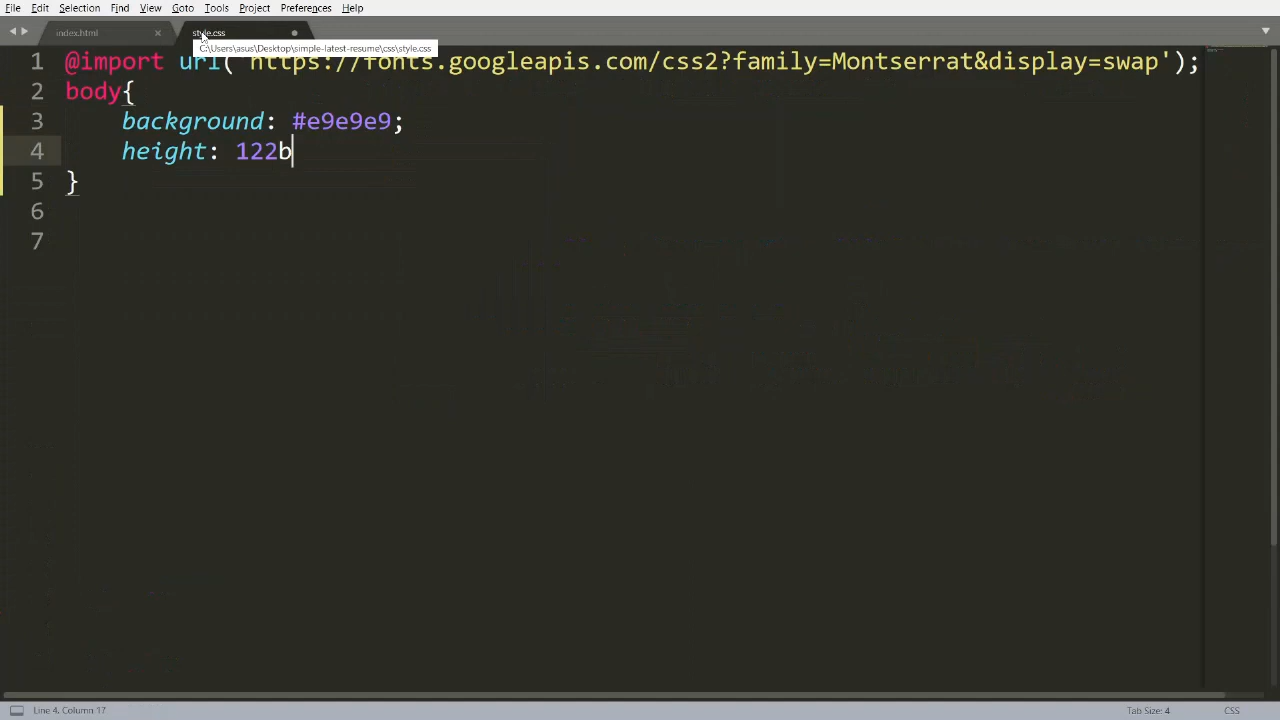 File Edit Selection Find View Goto Tools Project Preferences Help
index.html × style.css
C:\Users\asus\Desktop\simple-latest-resume\css\style.css
1 @import url('https://fonts.googleapis.com/css2?family=Montserrat&display=swap');
2 body{
3 background: #e9e9e9;
4 height: 122b
5 }
6
7
Line 4, Column 17 Tab Size: 4 CSS